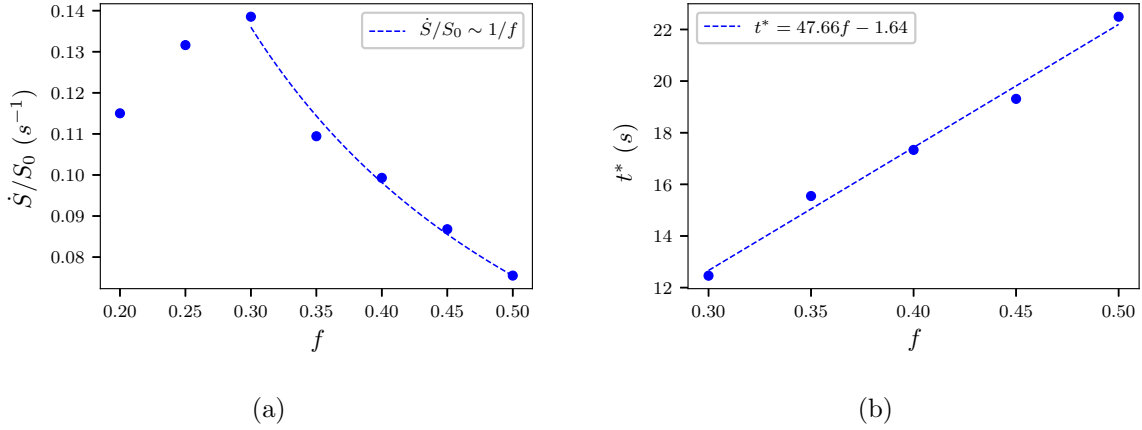 0.14
0.13
0.12
0.11
0.10
0.09
0.08
Ṡ/S₀ (s⁻¹)
Ṡ/S₀ ∼ 1/f
0.20 0.25 0.30 0.35 0.40 0.45 0.50
f
(a)
22
20
18
16
14
12
t* (s)
t* = 47.66f − 1.64
0.30 0.35 0.40 0.45 0.50
f
(b)